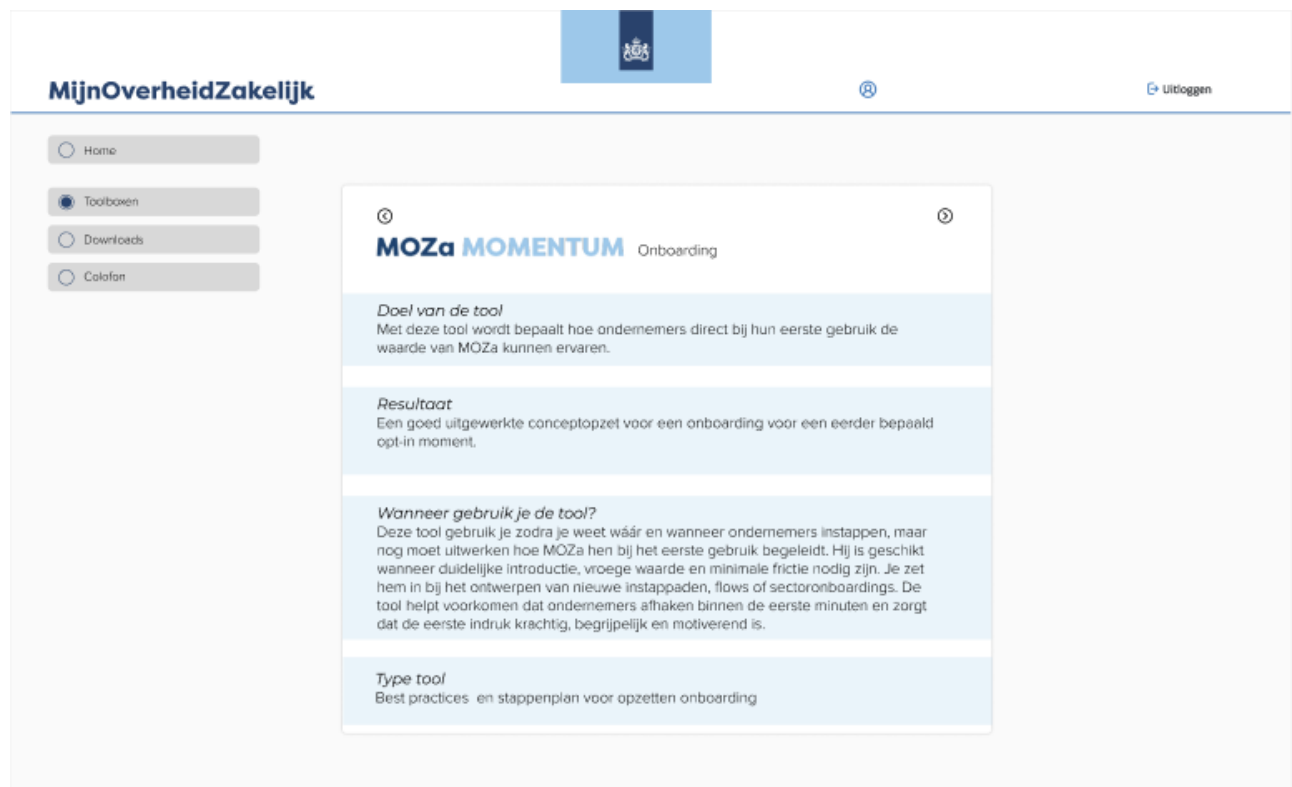 MijnOverheidZakelijk
Uitloggen
Home
Toolboxen
Downloads
Colofon
MOZa MOMENTUM Onboarding
Doel van de tool
Met deze tool wordt bepaalt hoe ondernemers direct bij hun eerste gebruik de
waarde van MOZa kunnen ervaren.
Resultaat
Een goed uitgewerkte conceptopzet voor een onboarding voor een eerder bepaald
opt-in moment.
Wanneer gebruik je de tool?
Deze tool gebruik je zodra je weet wáár en wanneer ondernemers instappen, maar
nog moet uitwerken hoe MOZa hen bij het eerste gebruik begeleidt. Hij is geschikt
wanneer duidelijke introductie, vroege waarde en minimale frictie nodig zijn. Je zet
hem in bij het ontwerpen van nieuwe instappaden, flows of sectoronboardings. De
tool helpt voorkomen dat ondernemers afhaken binnen de eerste minuten en zorgt
dat de eerste indruk krachtig, begrijpelijk en motiverend is.
Type tool
Best practices en stappenplan voor opzetten onboarding